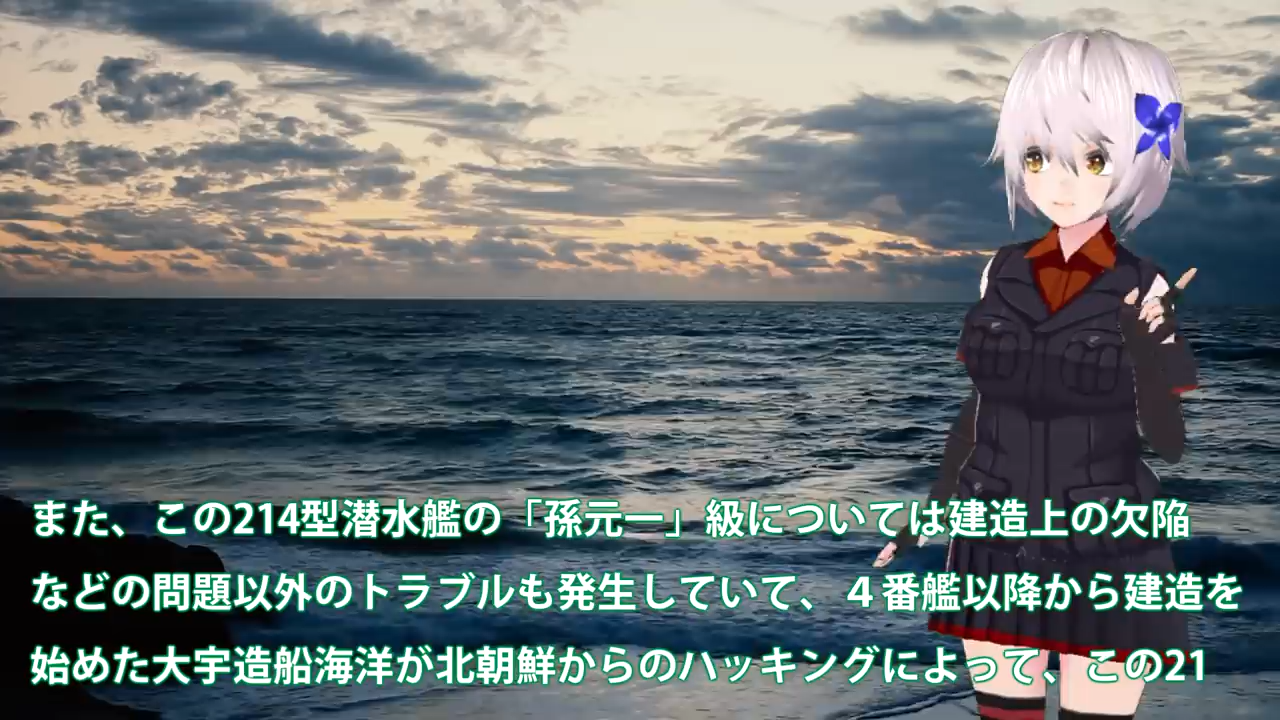 また、この214型潜水艦の「孫元一」級については建造上の欠陥
などの問題以外のトラブルも発生していて、４番艦以降から建造を
始めた大宇造船海洋が北朝鮮からのハッキングによって、この21